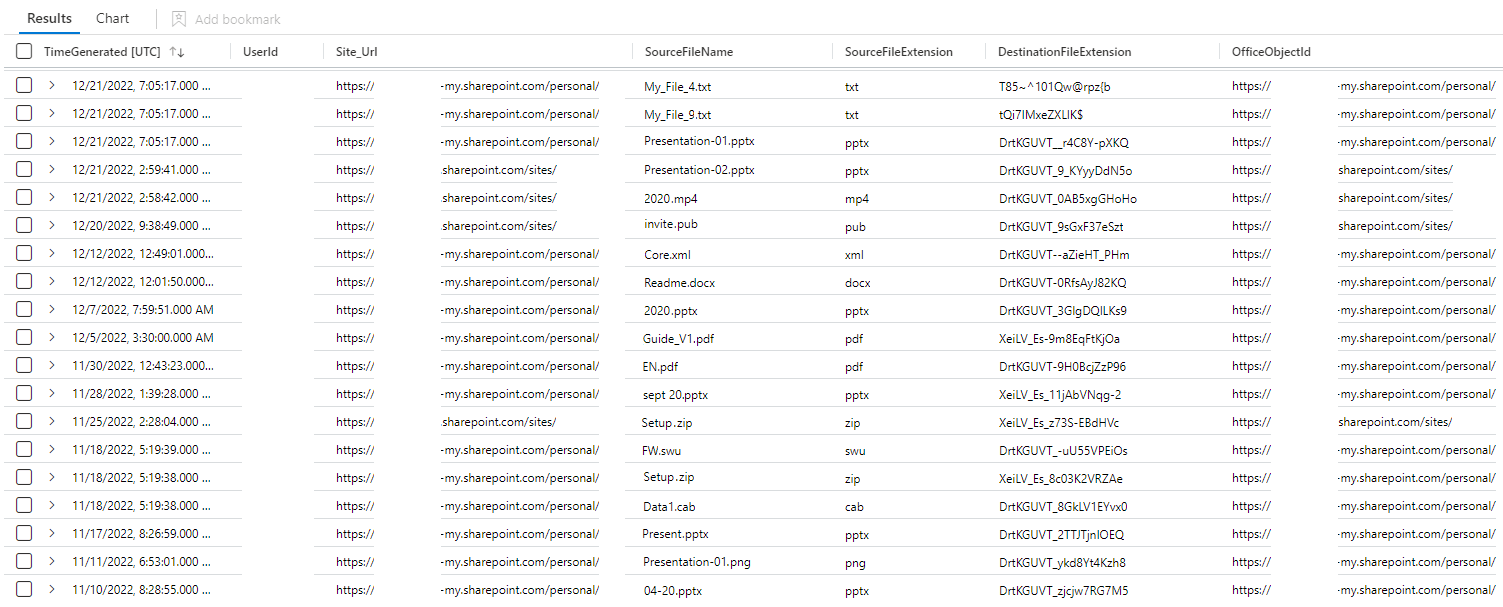 Results Chart Add bookmark
TimeGenerated [UTC] ↑↓ UserId Site_Url SourceFileName SourceFileExtension DestinationFileExtension OfficeObjectId
12/21/2022, 7:05:17.000 ... https:// -my.sharepoint.com/personal/ My_File_4.txt txt T85~^101Qw@rpz{b https:// -my.sharepoint.com/personal/
12/21/2022, 7:05:17.000 ... https:// -my.sharepoint.com/personal/ My_File_9.txt txt tQi7IMxeZXLIK$ https:// -my.sharepoint.com/personal/
12/21/2022, 7:05:17.000 ... https:// -my.sharepoint.com/personal/ Presentation-01.pptx pptx DrtKGUVT__r4C8Y-pXKQ https:// -my.sharepoint.com/personal/
12/21/2022, 2:59:41.000 ... https:// sharepoint.com/sites/ Presentation-02.pptx pptx DrtKGUVT_9_KYyyDdN5o https:// sharepoint.com/sites/
12/21/2022, 2:58:42.000 ... https:// sharepoint.com/sites/ 2020.mp4 mp4 DrtKGUVT_0AB5xgGHoHo https:// sharepoint.com/sites/
12/20/2022, 9:38:49.000 ... https:// sharepoint.com/sites/ invite.pub pub DrtKGUVT_9sGxF37eSzt https:// sharepoint.com/sites/
12/12/2022, 12:49:01.000... https:// -my.sharepoint.com/personal/ Core.xml xml DrtKGUVT--aZieHT_PHm https:// -my.sharepoint.com/personal/
12/12/2022, 12:01:50.000... https:// -my.sharepoint.com/personal/ Readme.docx docx DrtKGUVT-0RfsAyJ82KQ https:// -my.sharepoint.com/personal/
12/7/2022, 7:59:51.000 AM https:// -my.sharepoint.com/personal/ 2020.pptx pptx DrtKGUVT_3GIgDQILKs9 https:// -my.sharepoint.com/personal/
12/5/2022, 3:30:00.000 AM https:// -my.sharepoint.com/personal/ Guide_V1.pdf pdf XeiLV_Es-9m8EqFtKjOa https:// -my.sharepoint.com/personal/
11/30/2022, 12:43:23.000... https:// -my.sharepoint.com/personal/ EN.pdf pdf DrtKGUVT-9H0BcjZzP96 https:// -my.sharepoint.com/personal/
11/28/2022, 1:39:28.000 ... https:// -my.sharepoint.com/personal/ sept 20.pptx pptx XeiLV_Es_11jAbVNqg-2 https:// -my.sharepoint.com/personal/
11/25/2022, 2:28:04.000 ... https:// sharepoint.com/sites/ Setup.zip zip XeiLV_Es_z73S-EBdHVc https:// sharepoint.com/sites/
11/18/2022, 5:19:39.000 ... https:// -my.sharepoint.com/personal/ FW.swu swu DrtKGUVT_-uU55VPEiOs https:// -my.sharepoint.com/personal/
11/18/2022, 5:19:38.000 ... https:// -my.sharepoint.com/personal/ Setup.zip zip XeiLV_Es_8c03K2VRZAe https:// -my.sharepoint.com/personal/
11/18/2022, 5:19:38.000 ... https:// -my.sharepoint.com/personal/ Data1.cab cab DrtKGUVT_8GkLV1EYvx0 https:// -my.sharepoint.com/personal/
11/17/2022, 8:26:59.000 ... https:// -my.sharepoint.com/personal/ Present.pptx pptx DrtKGUVT_2TTJTjnIOEQ https:// -my.sharepoint.com/personal/
11/11/2022, 6:53:01.000 ... https:// -my.sharepoint.com/personal/ Presentation-01.png png DrtKGUVT_ykd8Yt4Kzh8 https:// -my.sharepoint.com/personal/
11/10/2022, 8:28:55.000 ... https:// -my.sharepoint.com/personal/ 04-20.pptx pptx DrtKGUVT_zjcjw7RG7M5 https:// -my.sharepoint.com/personal/